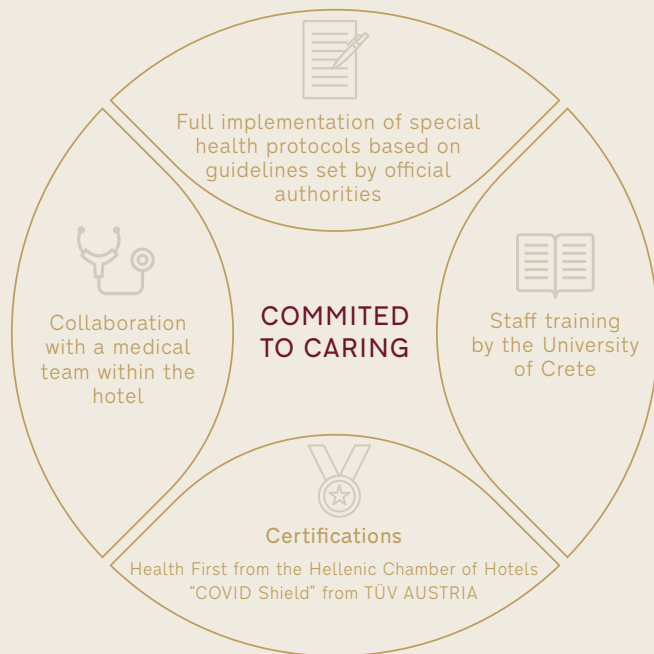 Full implementation of special
health protocols based on
guidelines set by official
authorities
Collaboration
with a medical
team within the
hotel
COMMITED
TO CARING
Staff training
by the University
of Crete
Certifications
Health First from the Hellenic Chamber of Hotels
“COVID Shield” from TÜV AUSTRIA